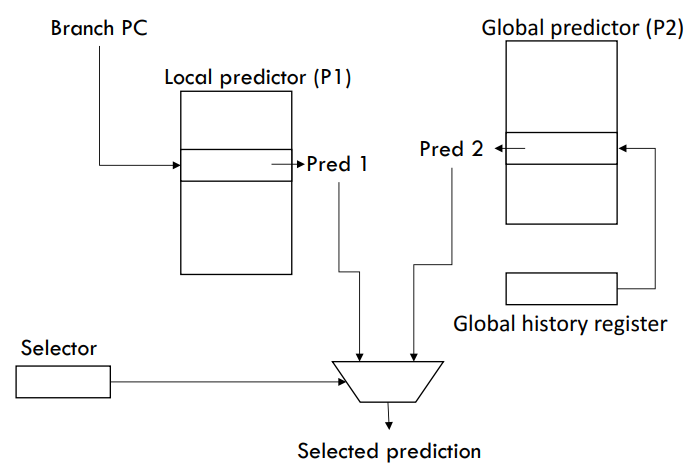 Branch PC
Global predictor (P2)
Local predictor (P1)
Pred 1
Pred 2
Global history register
Selector
Selected prediction